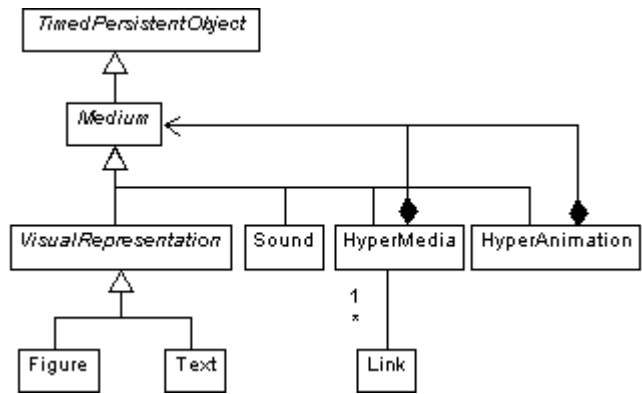 TimedPersistentObject
Medium
VisualRepresentation
Sound
HyperMedia
HyperAnimation
1
*
Figure
Text
Link